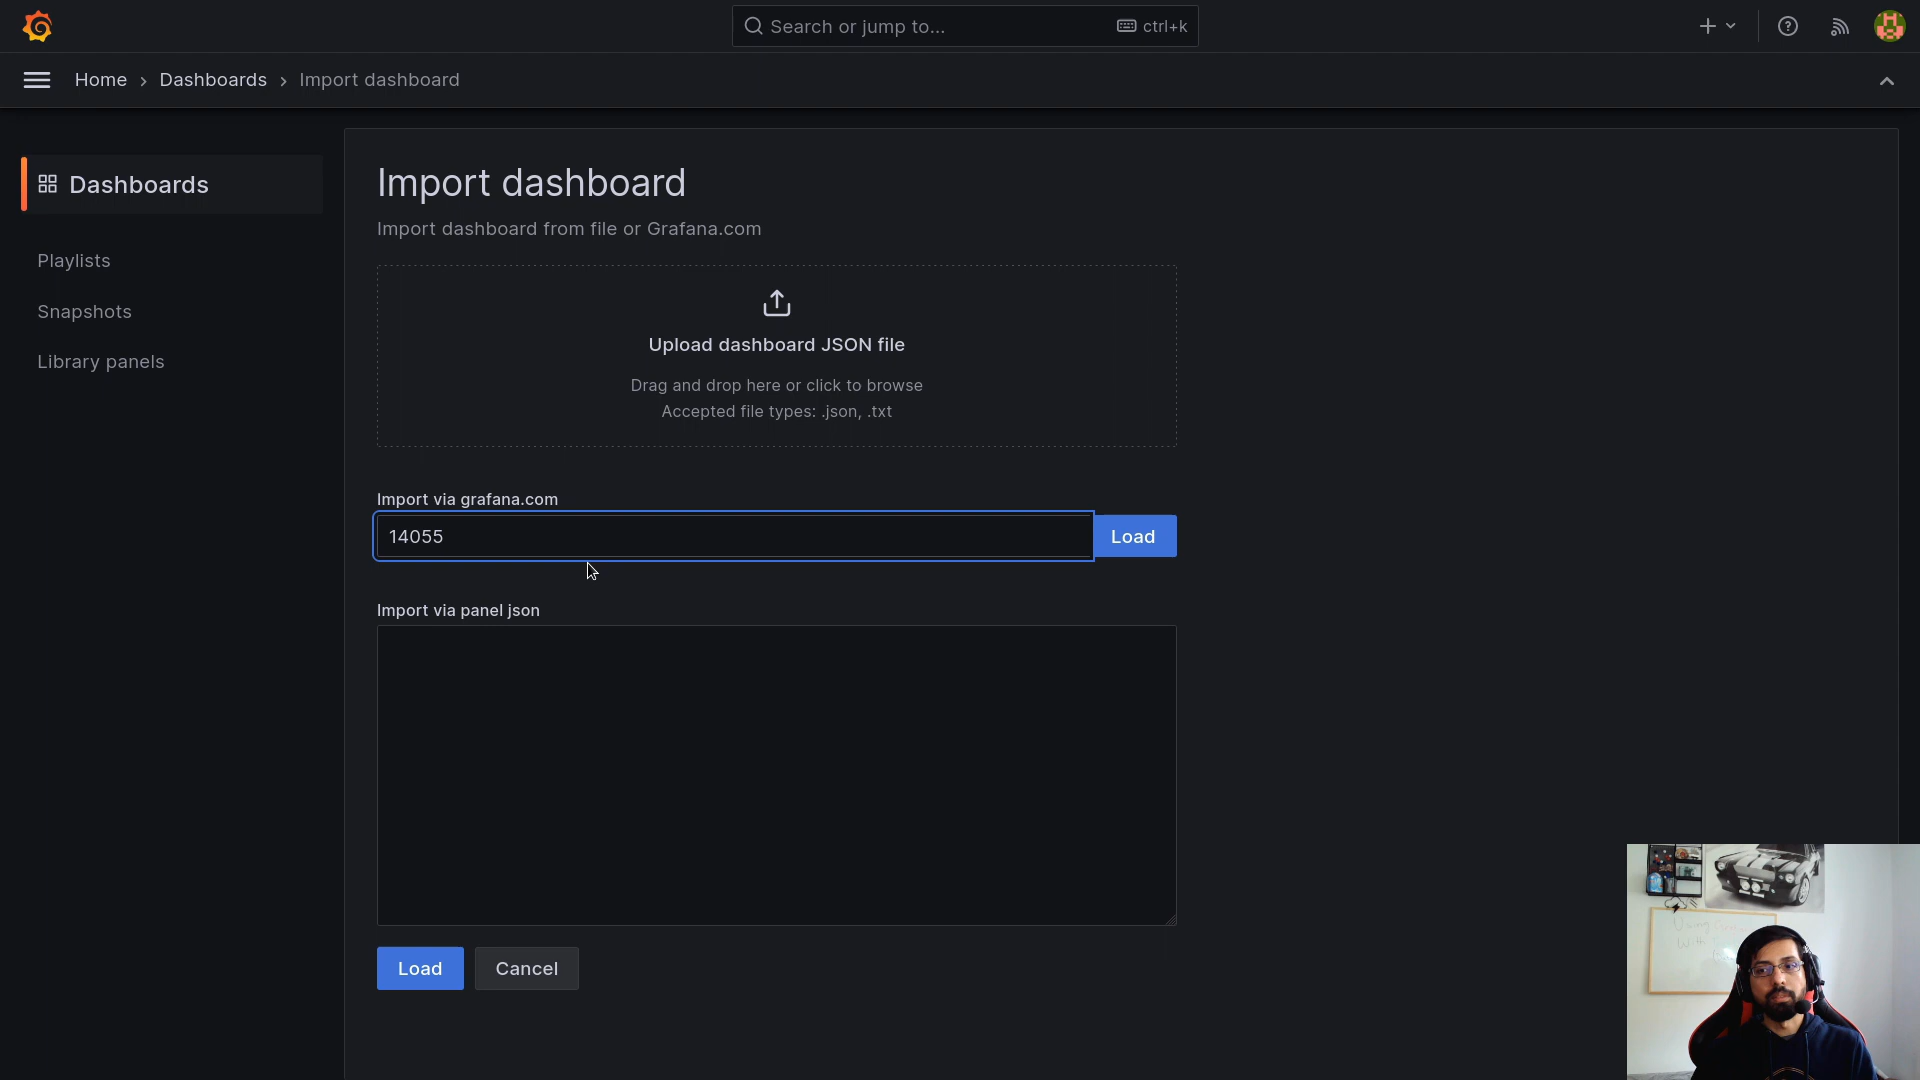 Search or jump to...
ctrl+k
Home › Dashboards › Import dashboard
Dashboards
Playlists
Snapshots
Library panels
Import dashboard
Import dashboard from file or Grafana.com
Upload dashboard JSON file
Drag and drop here or click to browse
Accepted file types: .json, .txt
Import via grafana.com
14055
Load
Import via panel json
Load
Cancel